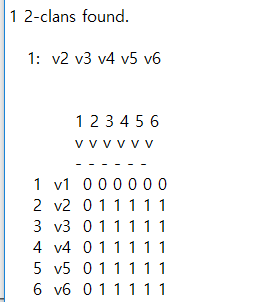 1 2-clans found.
1: v2 v3 v4 v5 v6
1 2 3 4 5 6
v v v v v v
- - - - - -
1 v1 0 0 0 0 0 0
2 v2 0 1 1 1 1 1
3 v3 0 1 1 1 1 1
4 v4 0 1 1 1 1 1
5 v5 0 1 1 1 1 1
6 v6 0 1 1 1 1 1